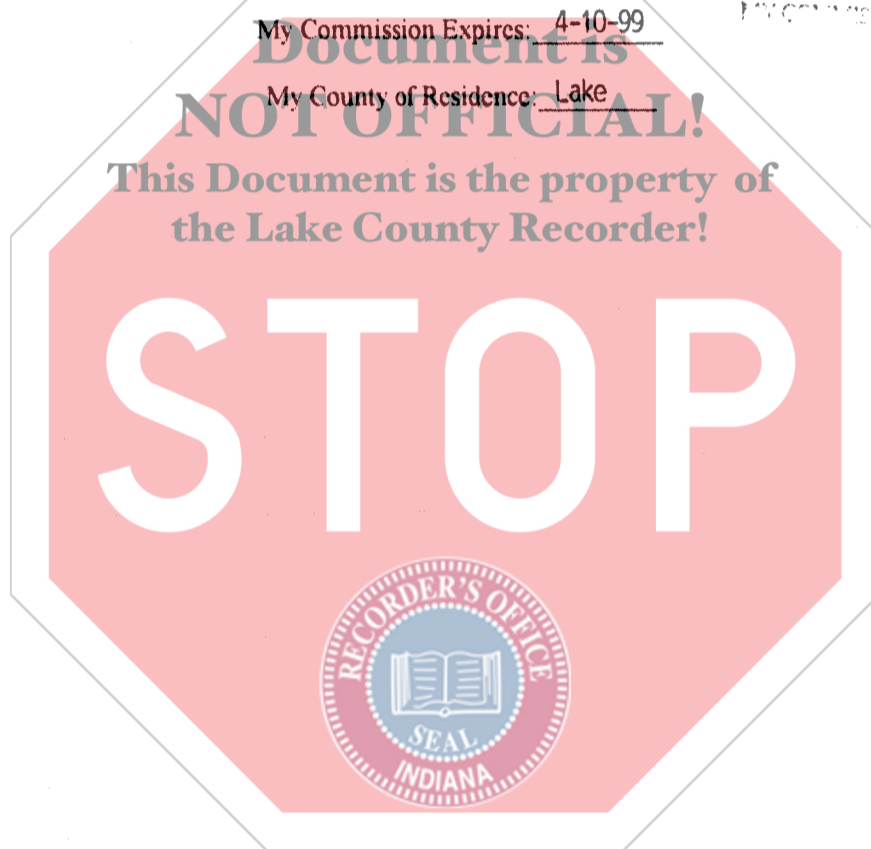 My Commission Expires: 4-10-99
Document is
My County of Residence: Lake
NOT OFFICIAL!
This Document is the property of
the Lake County Recorder!
STOP
RECORDER'S OFFICE
SEAL
INDIANA